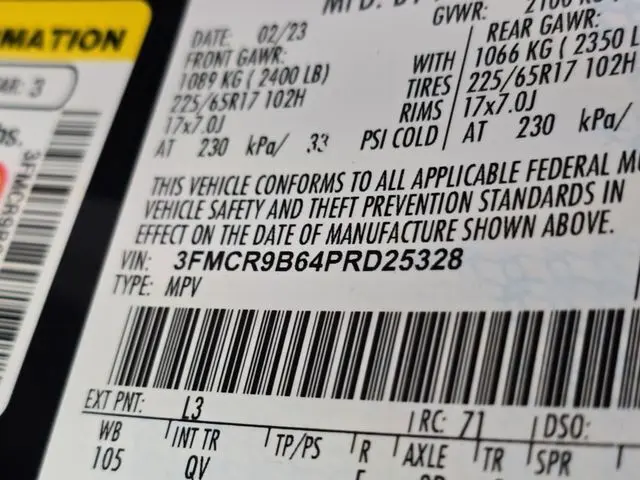 RMATION
3
3FMCR9B
GVWR:
DATE: 02/23
FRONT GAWR:
1089 KG ( 2400 LB)
225/65R17 102H
17x7.0J
AT 230 kPa/ 33
WITH
TIRES
RIMS
PSI COLD
REAR GAWR:
1066 KG ( 2350 L
225/65R17 102H
17x7.0J
AT 230 kPa/
THIS VEHICLE CONFORMS TO ALL APPLICABLE FEDERAL M
VEHICLE SAFETY AND THEFT PREVENTION STANDARDS IN
EFFECT ON THE DATE OF MANUFACTURE SHOWN ABOVE.
VIN: 3FMCR9B64PRD25328
TYPE: MPV
EXT PNT: L3
RC: 71
DSO:
WB INT TR TP/PS R AXLE TR SPR
105 QV